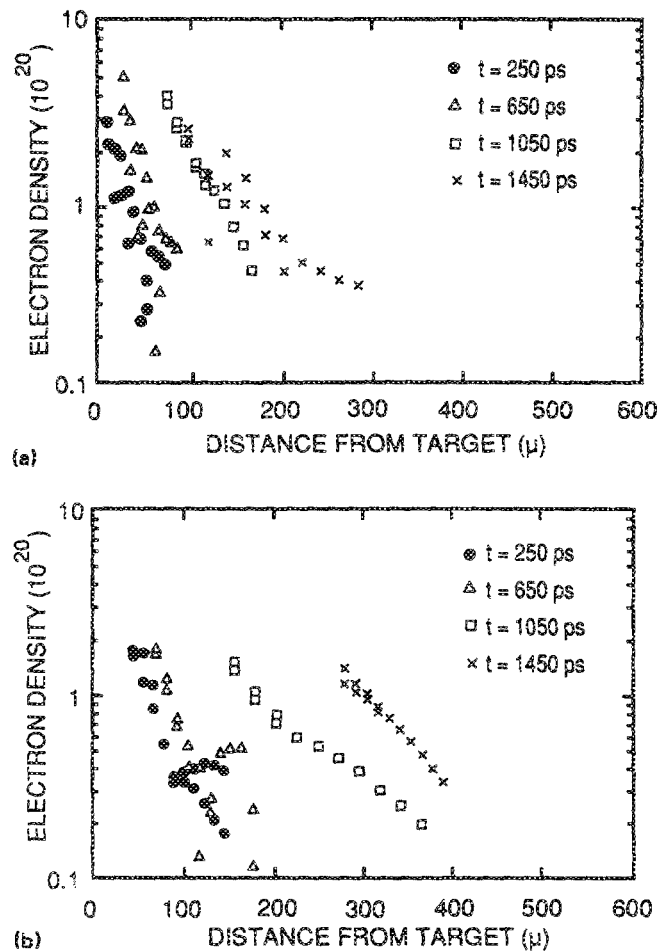 10
1
0.1
ELECTRON DENSITY (10^20)
t = 250 ps
t = 650 ps
t = 1050 ps
t = 1450 ps
0 100 200 300 400 500 600
DISTANCE FROM TARGET (μ)
(a)
10
1
0.1
ELECTRON DENSITY (10^20)
t = 250 ps
t = 650 ps
t = 1050 ps
t = 1450 ps
0 100 200 300 400 500 600
DISTANCE FROM TARGET (μ)
(b)